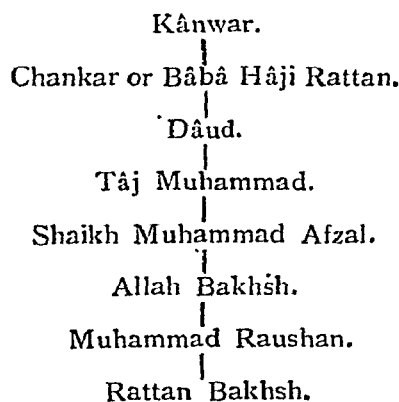 Kânwar.
Chankar or Bâbâ Hâji Rattan.
Dâud.
Tâj Muhammad.
Shaikh Muhammad Afzal.
Allah Bakhsh.
Muhammad Raushan.
Rattan Bakhsh.